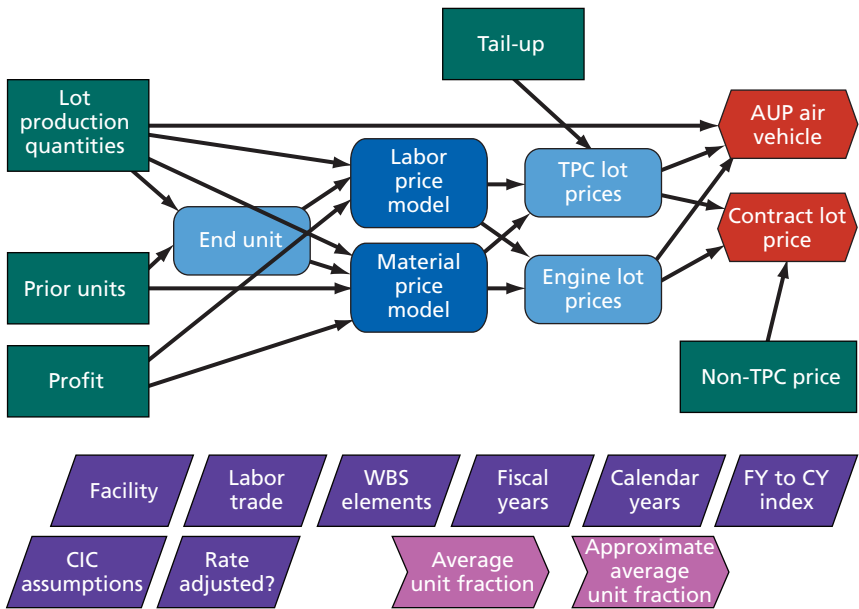 Tail-up
Lot
production
quantities
AUP air
vehicle
Labor
price
model
TPC lot
prices
End unit
Contract lot
price
Material
price
model
Engine lot
prices
Prior units
Profit
Non-TPC price
Facility
Labor
trade
WBS
elements
Fiscal
years
Calendar
years
FY to CY
index
CIC
assumptions
Rate
adjusted?
Average
unit fraction
Approximate
average
unit fraction